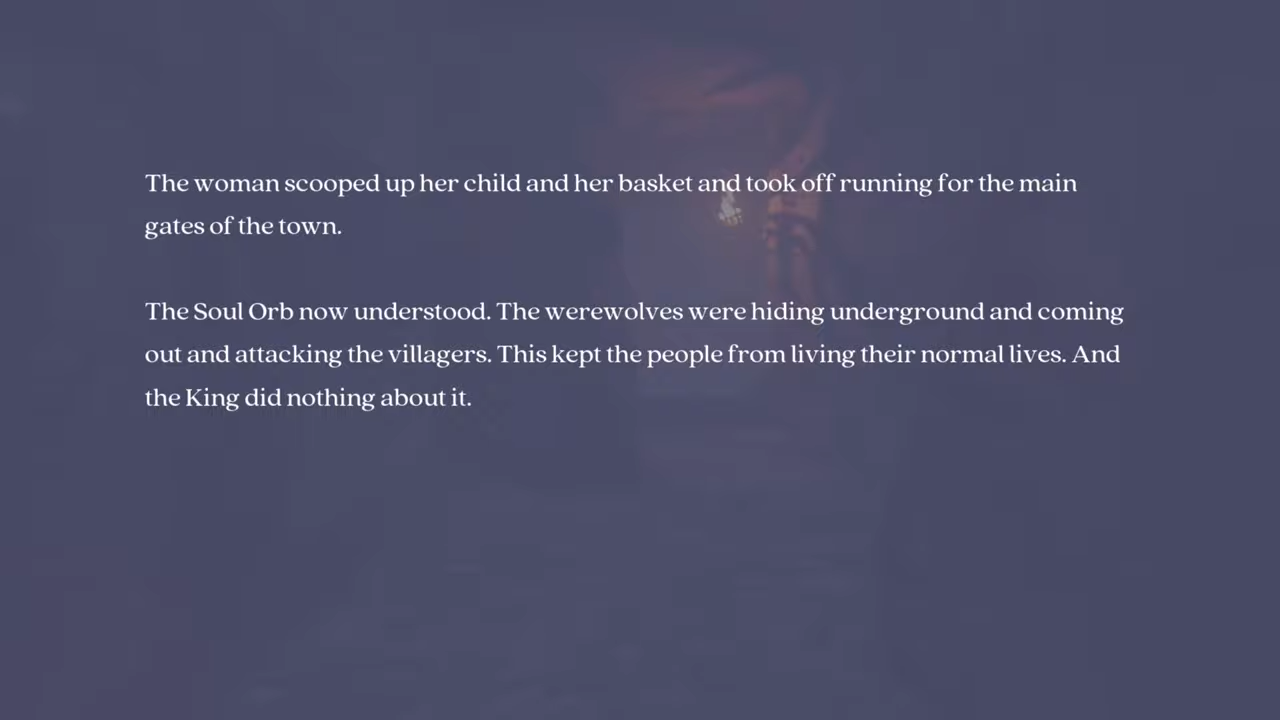 The woman scooped up her child and her basket and took off running for the main
gates of the town.
The Soul Orb now understood. The werewolves were hiding underground and coming
out and attacking the villagers. This kept the people from living their normal lives. And
the King did nothing about it.